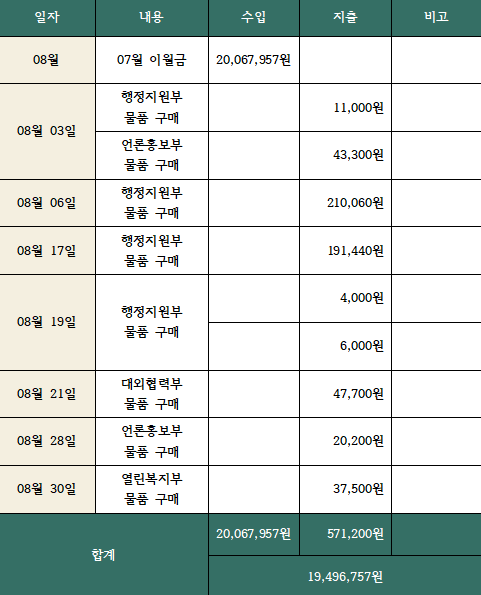 일자 내용 수입 지출 비고
08월 07월 이월금 20,067,957원
08월 03일
행정지원부
물품 구매
11,000원
언론홍보부
물품 구매
43,300원
08월 06일
행정지원부
물품 구매
210,060원
08월 17일
행정지원부
물품 구매
191,440원
08월 19일
행정지원부
물품 구매
4,000원
6,000원
08월 21일
대외협력부
물품 구매
47,700원
08월 28일
언론홍보부
물품 구매
20,200원
08월 30일
열린복지부
물품 구매
37,500원
합계
20,067,957원 571,200원
19,496,757원